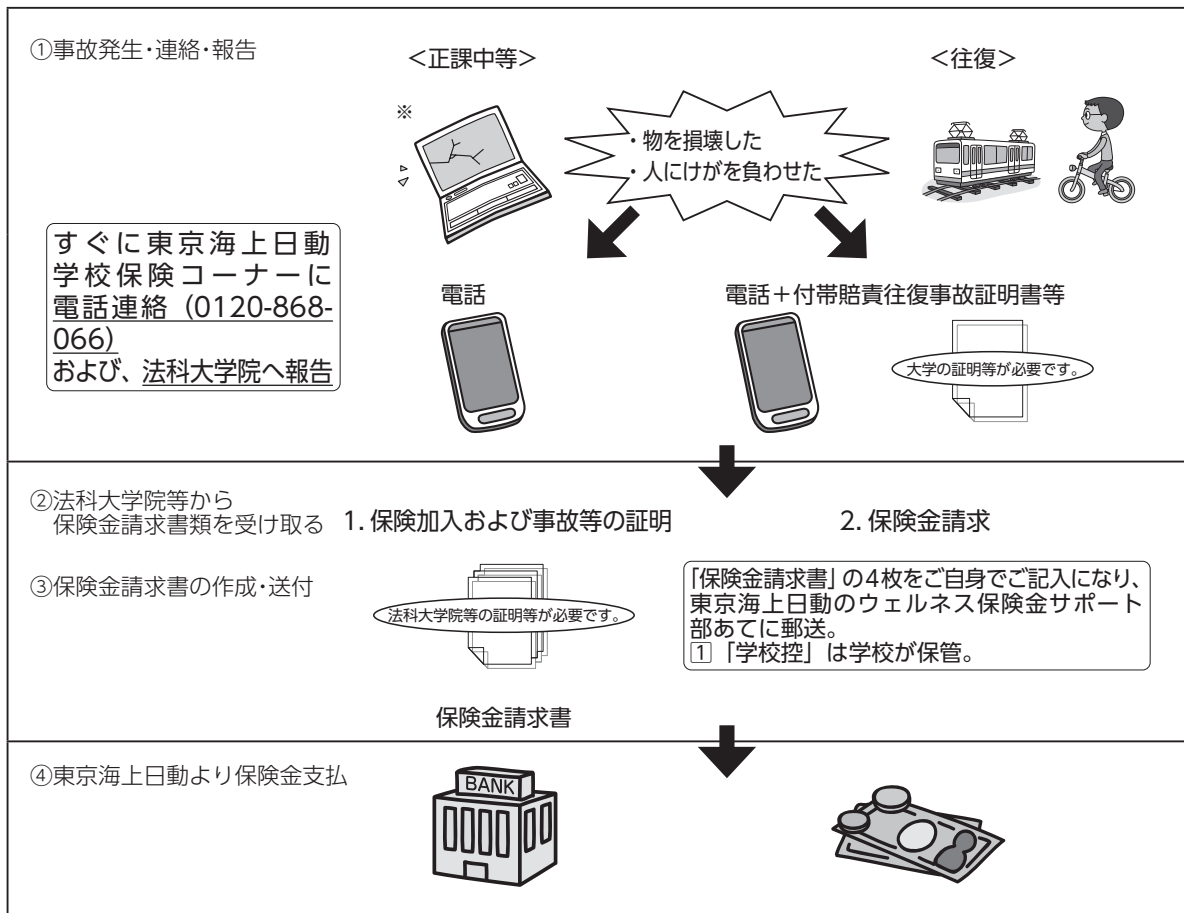 ①事故発生・連絡・報告
<正課中等>
<往復>
※
・物を損壊した
・人にけがを負わせた
すぐに東京海上日動
学校保険コーナーに
電話連絡（0120-868-
066）
および、法科大学院へ報告
電話
電話＋付帯賠責往復事故証明書等
大学の証明等が必要です。
②法科大学院等から
保険金請求書類を受け取る
1. 保険加入および事故等の証明
2. 保険金請求
③保険金請求書の作成・送付
法科大学院等の証明等が必要です。
「保険金請求書」の4枚をご自身でご記入になり、
東京海上日動のウェルネス保険金サポート
部あてに郵送。
1 「学校控」は学校が保管。
保険金請求書
④東京海上日動より保険金支払
BANK